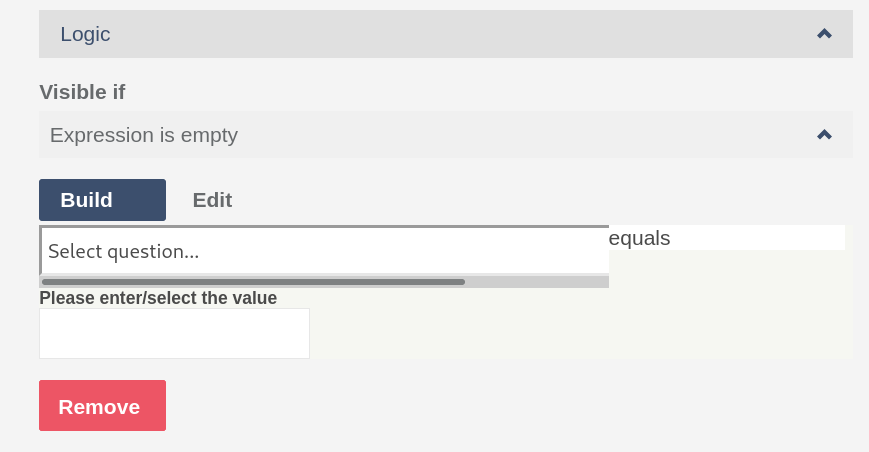 Logic
Visible if
Expression is empty
Build Edit
Select question... equals
Please enter/select the value
Remove